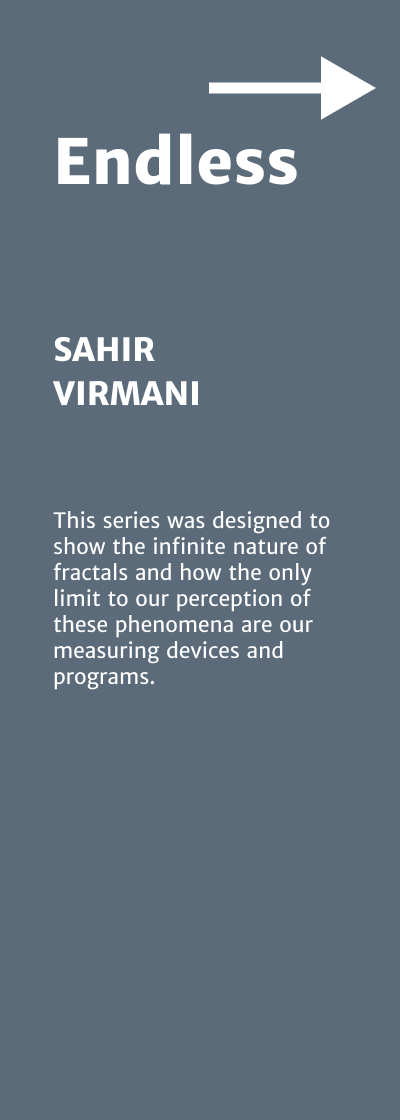 Endless
SAHIR
VIRMANI
This series was designed to
show the infinite nature of
fractals and how the only
limit to our perception of
these phenomena are our
measuring devices and
programs.